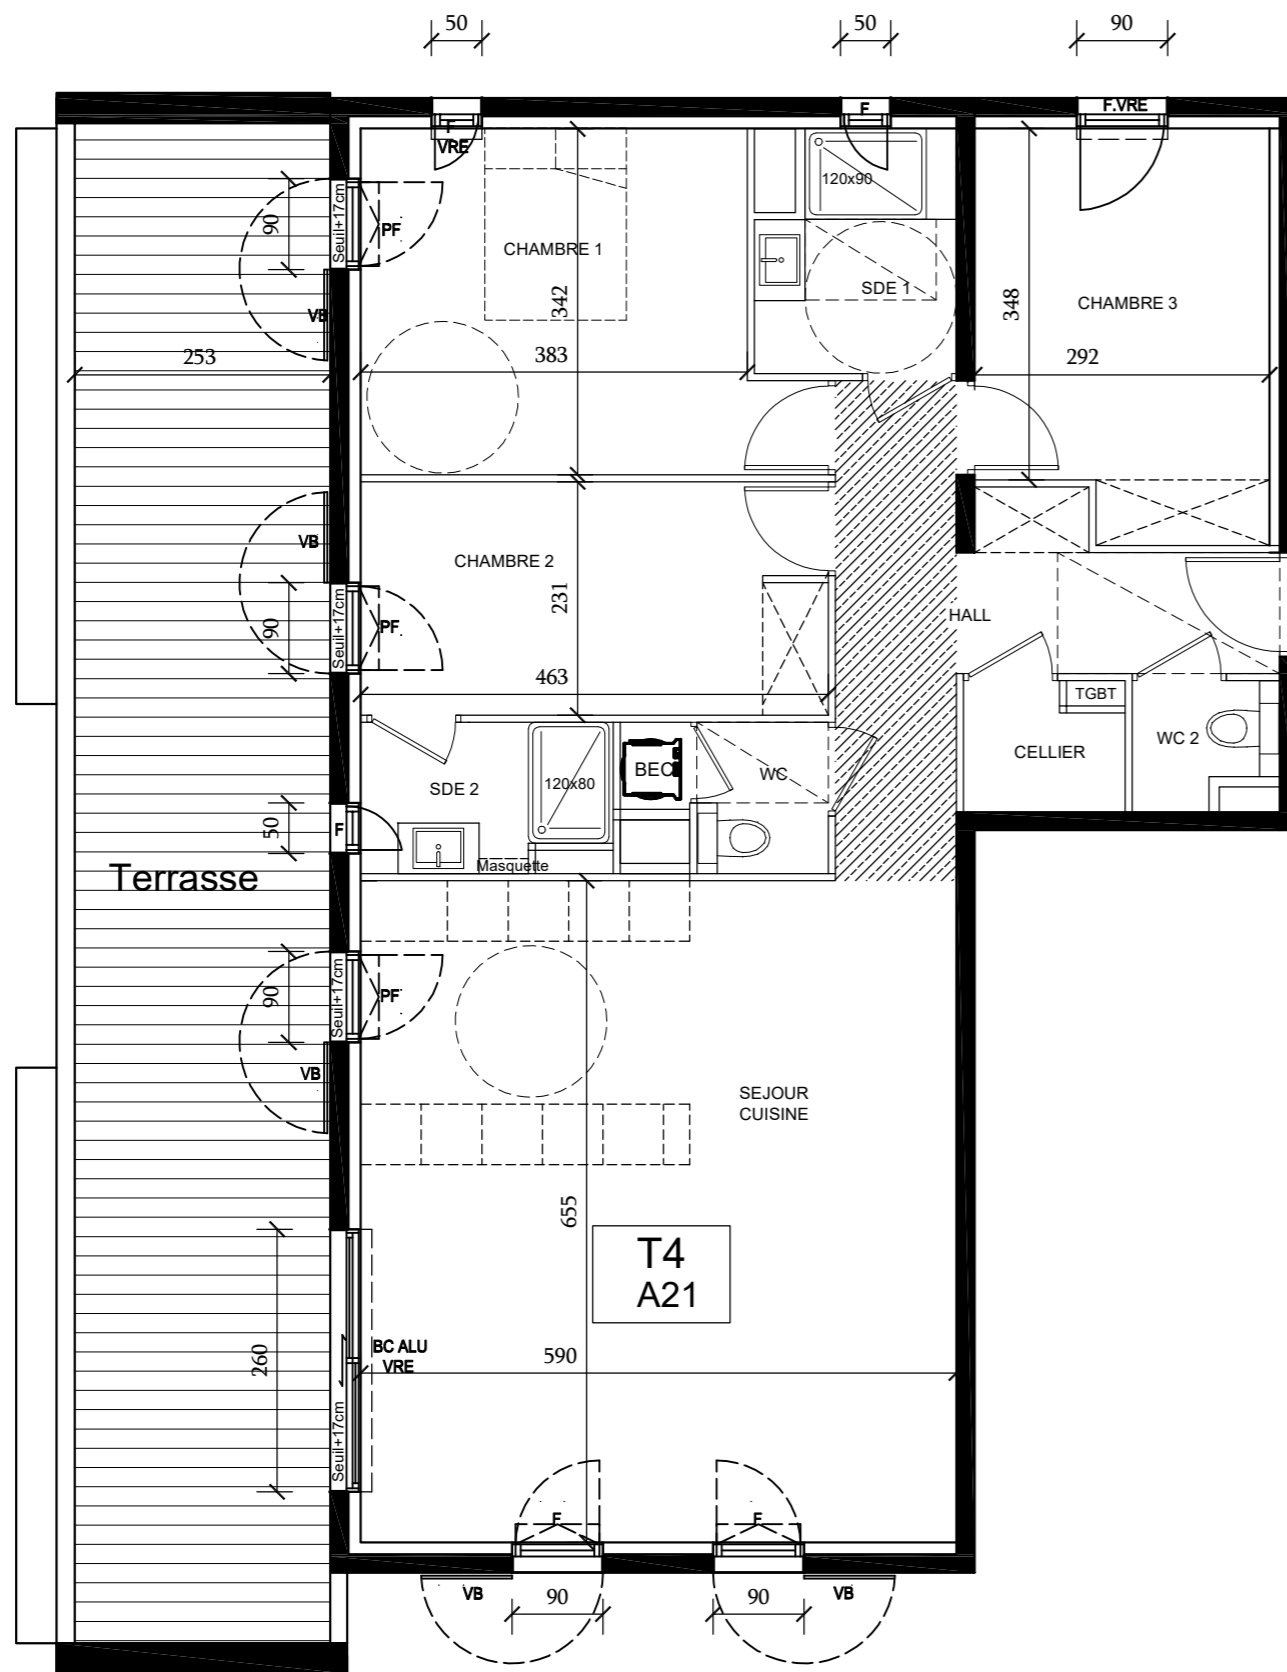 50
50
90
F
VRE
F
F.VRE
120x90
Seuil+17cm
90
PF
CHAMBRE 1
342
SDE 1
348
CHAMBRE 3
VB
253
383
292
VB
CHAMBRE 2
231
Seuil+17cm
90
PF
HALL
463
TGBT
WC 2
CELLIER
SDE 2
120x80
BEC
WC
50
F
Masquette
Terrasse
Seuil+17cm
90
PF
VB
SEJOUR
CUISINE
655
T4
A21
260
BC ALU
VRE
590
Seuil+17cm
F
F
VB
90
90
VB